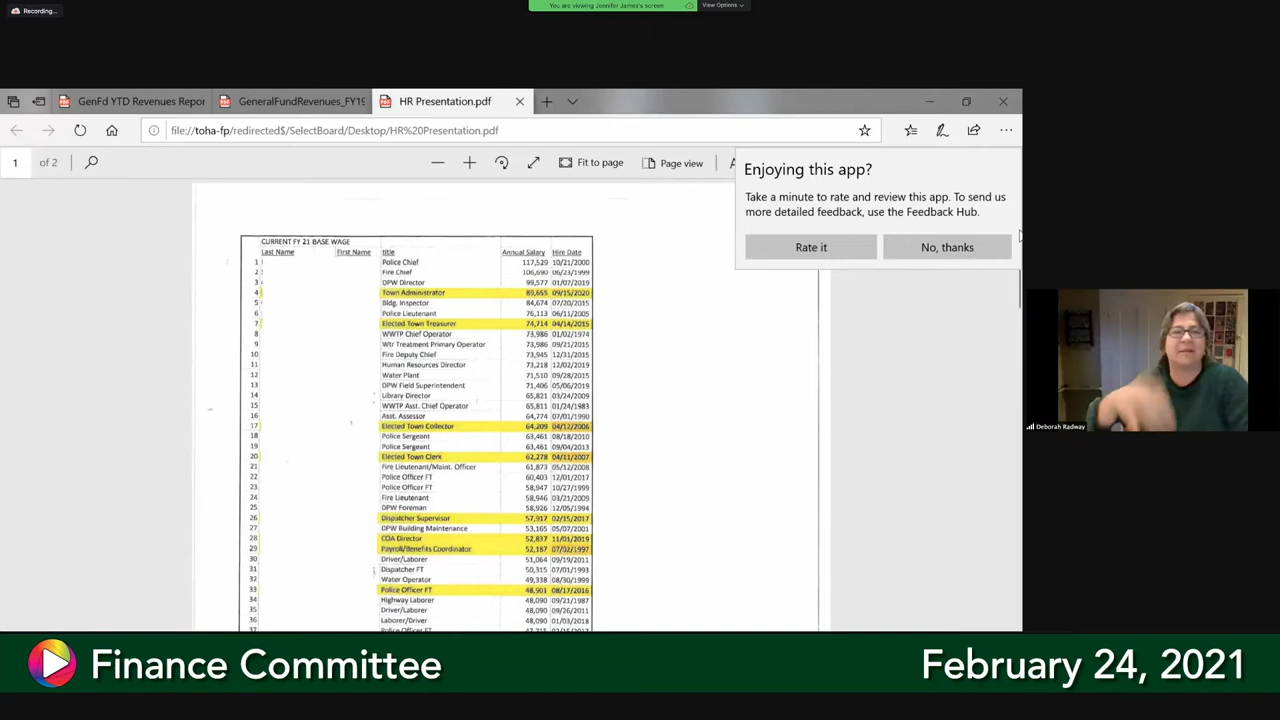 Recording...
You are viewing Jennifer James's screen
View Options
GenFd YTD Revenues Repor
GeneralFundRevenues_FY19
HR Presentation.pdf
file://toha-fp/redirected$/SelectBoard/Desktop/HR%20Presentation.pdf
1 of 2
Fit to page
Page view
Enjoying this app?
Take a minute to rate and review this app. To send us
more detailed feedback, use the Feedback Hub.
Rate it
No, thanks
CURRENT FY 21 BASE WAGE
Last Name First Name title Annual Salary Hire Date
1 Police Chief 117,529 10/21/2000
2 Fire Chief 106,690 06/23/1999
3 DPW Director 99,577 01/07/2019
4 Town Administrator 89,655 09/15/2020
5 Bldg. Inspector 84,674 07/20/2015
6 Police Lieutenant 76,113 06/11/2005
7 Elected Town Treasurer 74,714 04/14/2015
8 WWTP Chief Operator 73,986 01/02/1974
9 Wtr Treatment Primary Operator 73,986 09/21/2015
10 Fire Deputy Chief 73,945 12/31/2015
11 Human Resources Director 73,218 12/02/2019
12 Water Plant 71,510 09/28/2015
13 DPW Field Superintendent 71,406 05/06/2019
14 Library Director 65,821 03/24/2009
15 WWTP Asst. Chief Operator 65,811 01/24/1983
16 Asst. Assessor 64,774 07/01/1990
17 Elected Town Collector 64,209 04/12/2006
18 Police Sergeant 63,461 08/18/2010
19 Police Sergeant 63,461 09/04/2013
20 Elected Town Clerk 62,278 04/11/2007
21 Fire Lieutenant/Maint. Officer 61,873 05/12/2008
22 Police Officer FT 60,403 12/01/2017
23 Police Officer FT 58,947 10/27/1999
24 Fire Lieutenant 58,946 03/21/2009
25 DPW Foreman 58,926 12/05/1994
26 Dispatcher Supervisor 57,917 02/15/2017
27 DPW Building Maintenance 53,165 05/07/2001
28 COA Director 52,837 11/01/2019
29 Payroll/Benefits Coordinator 52,187 07/02/1997
30 Driver/Laborer 51,064 09/19/2011
31 Dispatcher FT 50,315 07/01/1993
32 Water Operator 49,338 08/30/1999
33 Police Officer FT 48,901 08/17/2016
34 Highway Laborer 48,090 09/21/1987
35 Driver/Laborer 48,090 09/26/2011
36 Laborer/Driver 48,090 01/03/2018
37 Police Officer FT
Deborah Radway
Finance Committee
February 24, 2021